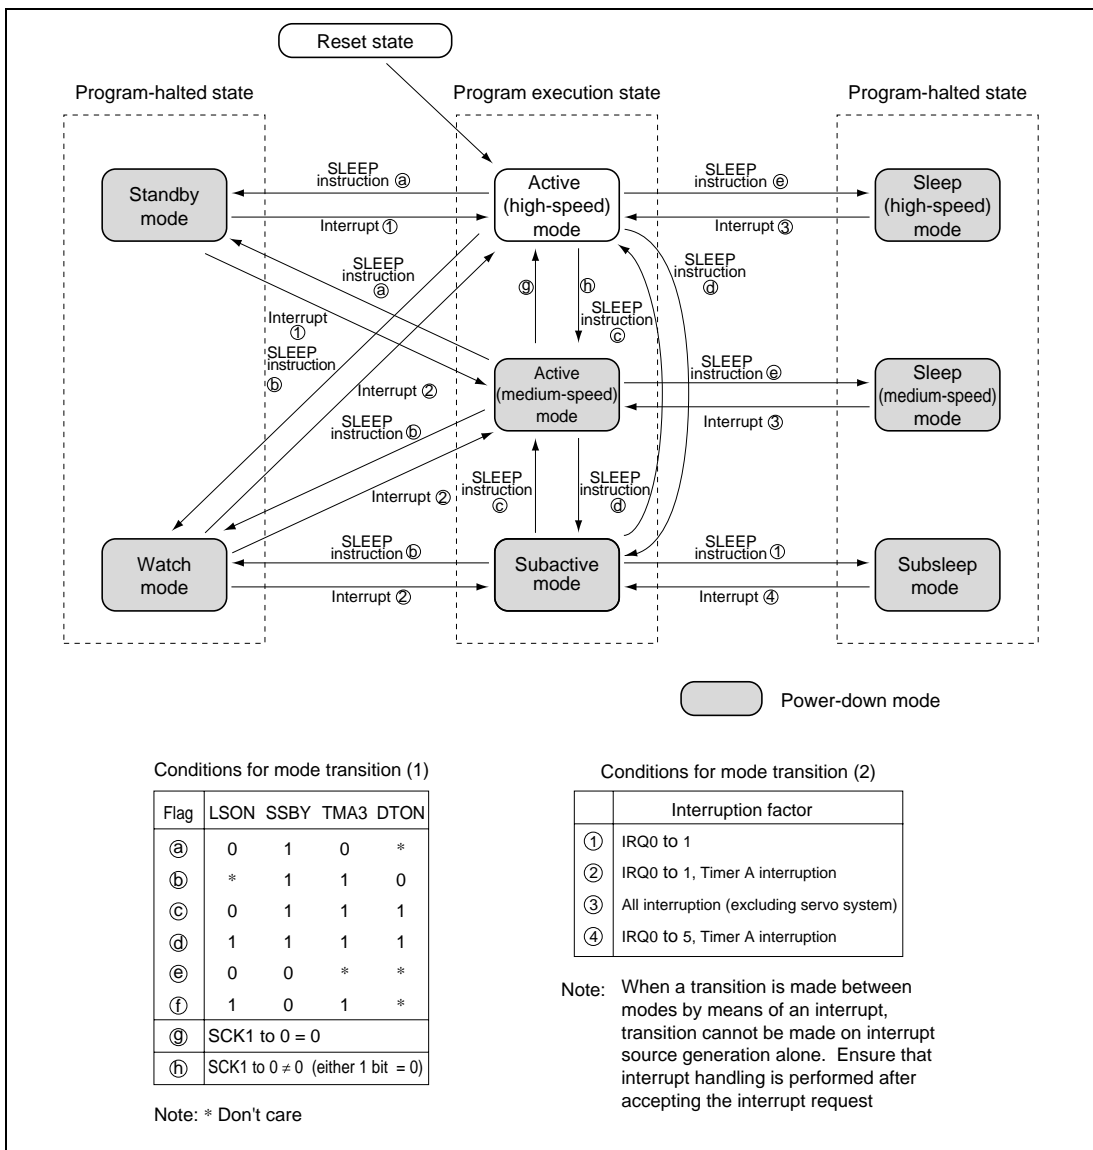 Reset state
Program-halted state
Program execution state
Program-halted state
Standby
mode
SLEEP
instruction ⓐ
Interrupt ①
Active
(high-speed)
mode
SLEEP
instruction ⓔ
Interrupt ③
Sleep
(high-speed)
mode
SLEEP
instruction
ⓐ
ⓖ
ⓗ
SLEEP
instruction
ⓓ
SLEEP
instruction
ⓒ
Interrupt
①
SLEEP
instruction
ⓑ
Interrupt ②
Active
(medium-speed)
mode
SLEEP
instruction ⓔ
Interrupt ③
Sleep
(medium-speed)
mode
SLEEP
instruction ⓑ
Interrupt ②
SLEEP
instruction
ⓒ
SLEEP
instruction
ⓓ
Watch
mode
SLEEP
instruction ⓑ
Interrupt ②
Subactive
mode
SLEEP
instruction ①
Interrupt ④
Subsleep
mode
Power-down mode
Conditions for mode transition (1)
Flag LSON SSBY TMA3 DTON
ⓐ 0 1 0 *
ⓑ * 1 1 0
ⓒ 0 1 1 1
ⓓ 1 1 1 1
ⓔ 0 0 * *
ⓕ 1 0 1 *
ⓖ SCK1 to 0 = 0
ⓗ SCK1 to 0 ≠ 0 (either 1 bit = 0)
Note: * Don't care
Conditions for mode transition (2)
Interruption factor
① IRQ0 to 1
② IRQ0 to 1, Timer A interruption
③ All interruption (excluding servo system)
④ IRQ0 to 5, Timer A interruption
Note: When a transition is made between
modes by means of an interrupt,
transition cannot be made on interrupt
source generation alone. Ensure that
interrupt handling is performed after
accepting the interrupt request